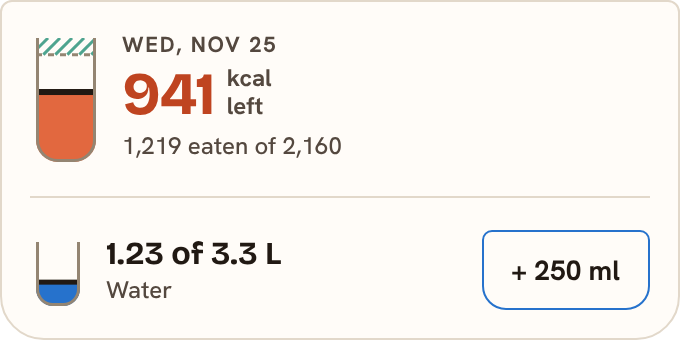 WED, NOV 25
941 kcal left
1,219 eaten of 2,160
1.23 of 3.3 L
Water
+ 250 ml